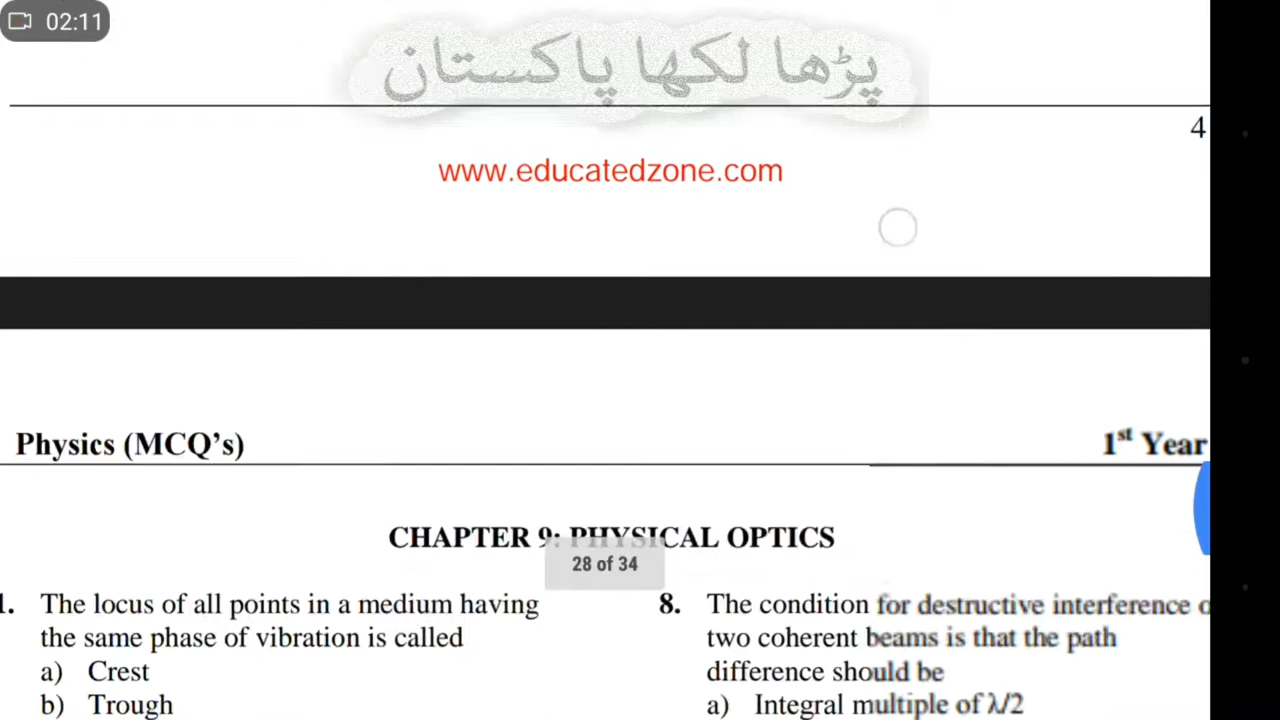 02:11
پڑھا لکھا پاکستان
4
www.educatedzone.com
Physics (MCQ’s)
1st Year
CHAPTER 9: PHYSICAL OPTICS
28 of 34
1. The locus of all points in a medium having
the same phase of vibration is called
a) Crest
b) Trough
8. The condition for destructive interference o
two coherent beams is that the path
difference should be
a) Integral multiple of λ/2